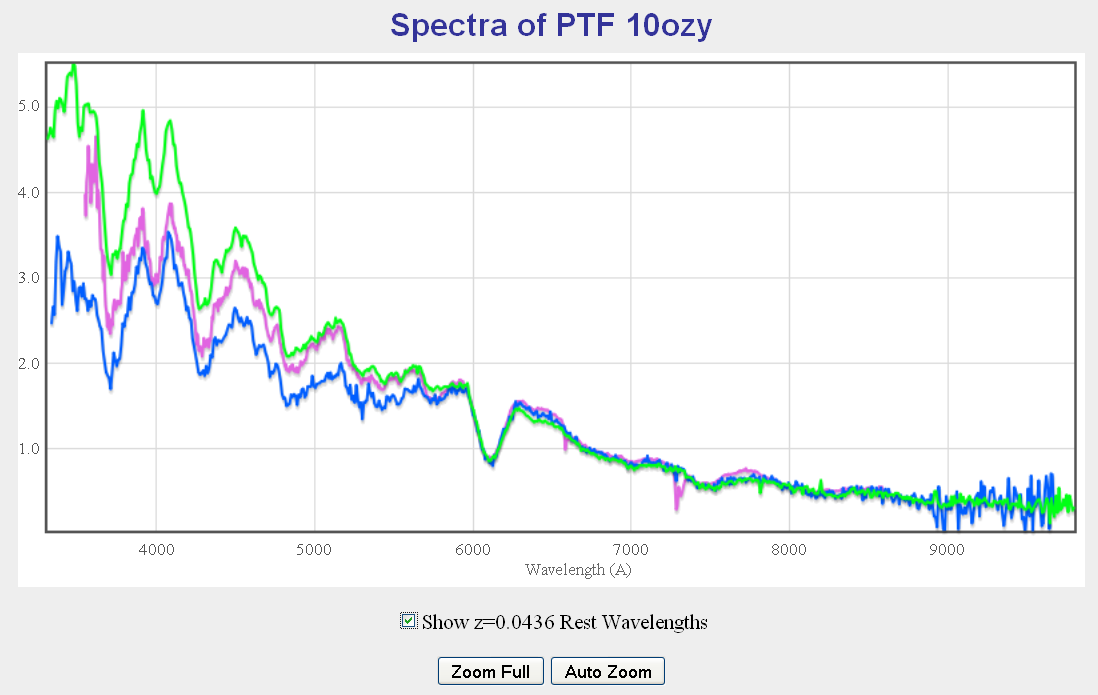 Spectra of PTF 10ozy
5.0
4.0
3.0
2.0
1.0
4000 5000 6000 7000 8000 9000
Wavelength (A)
Show z=0.0436 Rest Wavelengths
Zoom Full Auto Zoom